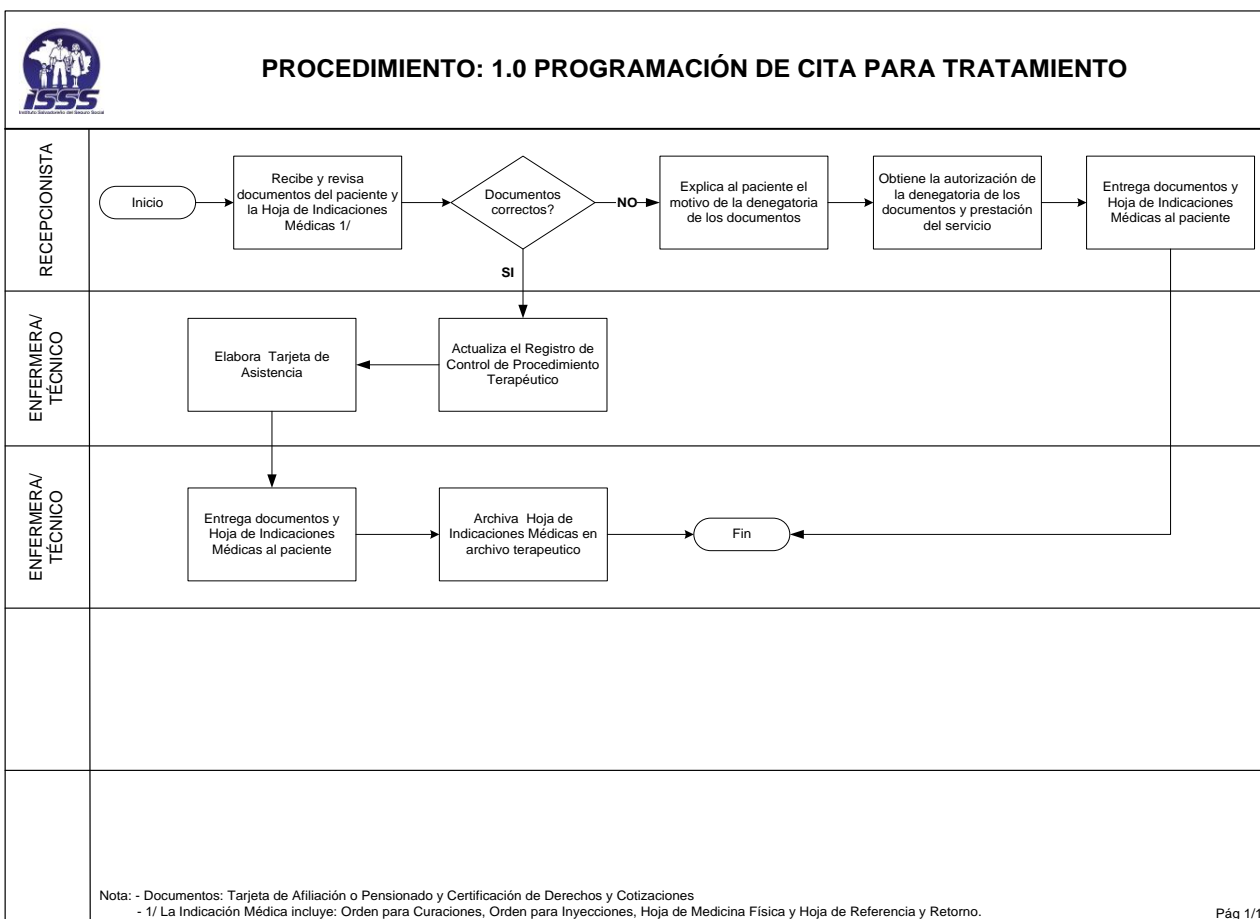 ISSS
Instituto Salvadoreño del Seguro Social
PROCEDIMIENTO: 1.0 PROGRAMACIÓN DE CITA PARA TRATAMIENTO
RECEPCIONISTA
Inicio
Recibe y revisa
documentos del paciente y
la Hoja de Indicaciones
Médicas 1/
Documentos
correctos?
NO
SI
Explica al paciente el
motivo de la denegatoria
de los documentos
Obtiene la autorización de
la denegatoria de los
documentos y prestación
del servicio
Entrega documentos y
Hoja de Indicaciones
Médicas al paciente
ENFERMERA/
TÉCNICO
Elabora Tarjeta de
Asistencia
Actualiza el Registro de
Control de Procedimiento
Terapéutico
ENFERMERA/
TÉCNICO
Entrega documentos y
Hoja de Indicaciones
Médicas al paciente
Archiva Hoja de
Indicaciones Médicas en
archivo terapeutico
Fin
Nota: - Documentos: Tarjeta de Afiliación o Pensionado y Certificación de Derechos y Cotizaciones
- 1/ La Indicación Médica incluye: Orden para Curaciones, Orden para Inyecciones, Hoja de Medicina Física y Hoja de Referencia y Retorno.
Pág 1/1